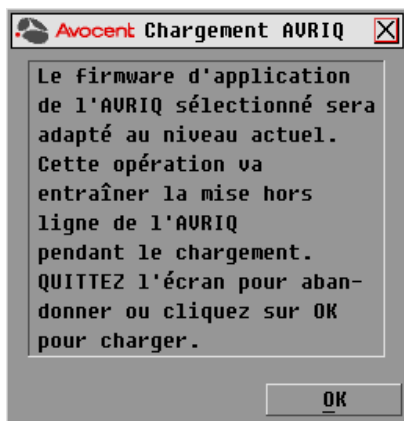 Avocent Chargement AVRIQ
Le firmware d'application
de l'AVRIQ sélectionné sera
adapté au niveau actuel.
Cette opération va
entraîner la mise hors
ligne de l'AVRIQ
pendant le chargement.
QUITTEZ l'écran pour aban-
donner ou cliquez sur OK
pour charger.
OK